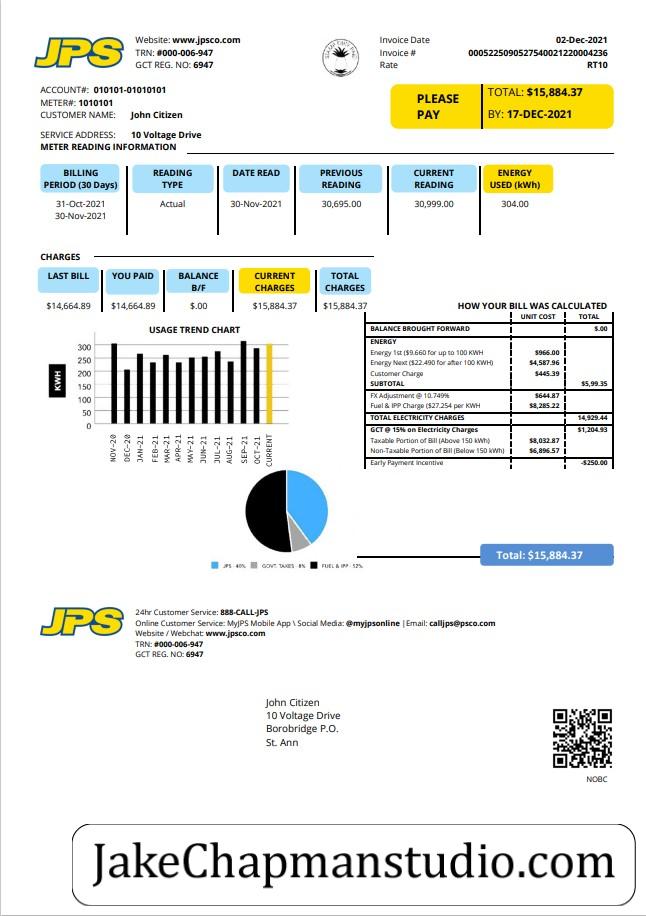 JPS
Website: www.jpsco.com
TRN: #000-006-947
GCT REG. NO: 6947
STAMP DUTY PAID
Invoice Date 02-Dec-2021
Invoice # 00052250905275400212200​04236
Rate RT10
ACCOUNT#: 010101-01010101
METER#: 1010101
CUSTOMER NAME: John Citizen
SERVICE ADDRESS: 10 Voltage Drive
PLEASE PAY
TOTAL: $15,884.37
BY: 17-DEC-2021
METER READING INFORMATION
BILLING PERIOD (30 Days) READING TYPE DATE READ PREVIOUS READING CURRENT READING ENERGY USED (kWh)
31-Oct-2021 Actual 30-Nov-2021 30,695.00 30,999.00 304.00
30-Nov-2021
CHARGES
LAST BILL YOU PAID BALANCE B/F CURRENT CHARGES TOTAL CHARGES
$14,664.89 $14,664.89 $.00 $15,884.37 $15,884.37
HOW YOUR BILL WAS CALCULATED
UNIT COST TOTAL
BALANCE BROUGHT FORWARD $.00
ENERGY
Energy 1st ($9.660 for up to 100 KWH $966.00
Energy Next ($22.490 for after 100 KWH) $4,587.96
Customer Charge $445.39
SUBTOTAL $5,99.35
FX Adjustment @ 10.749% $644.87
Fuel & IPP Charge ($27.254 per KWH $8,285.22
TOTAL ELECTRICITY CHARGES 14,929.44
GCT @ 15% on Electricity Charges $1,204.93
Taxable Portion of Bill (Above 150 kWh) $8,032.87
Non-Taxable Portion of Bill (Below 150 kWh) $6,896.57
Early Payment Incentive -$250.00
USAGE TREND CHART
KWH
300
250
200
150
100
50
0
NOV-20 DEC-20 JAN-21 FEB-21 MAR-21 APR-21 MAY-21 JUN-21 JUL-21 AUG-21 SEP-21 OCT-21 CURRENT
JPS - 40% GOVT. TAXES - 8% FUEL & IPP - 52%
Total: $15,884.37
JPS
24hr Customer Service: 888-CALL-JPS
Online Customer Service: MyJPS Mobile App \ Social Media: @myjpsonline |Email: calljps@psco.com
Website / Webchat: www.jpsco.com
TRN: #000-006-947
GCT REG. NO: 6947
John Citizen
10 Voltage Drive
Borobridge P.O.
St. Ann
NOBC
JakeChapmanstudio.com